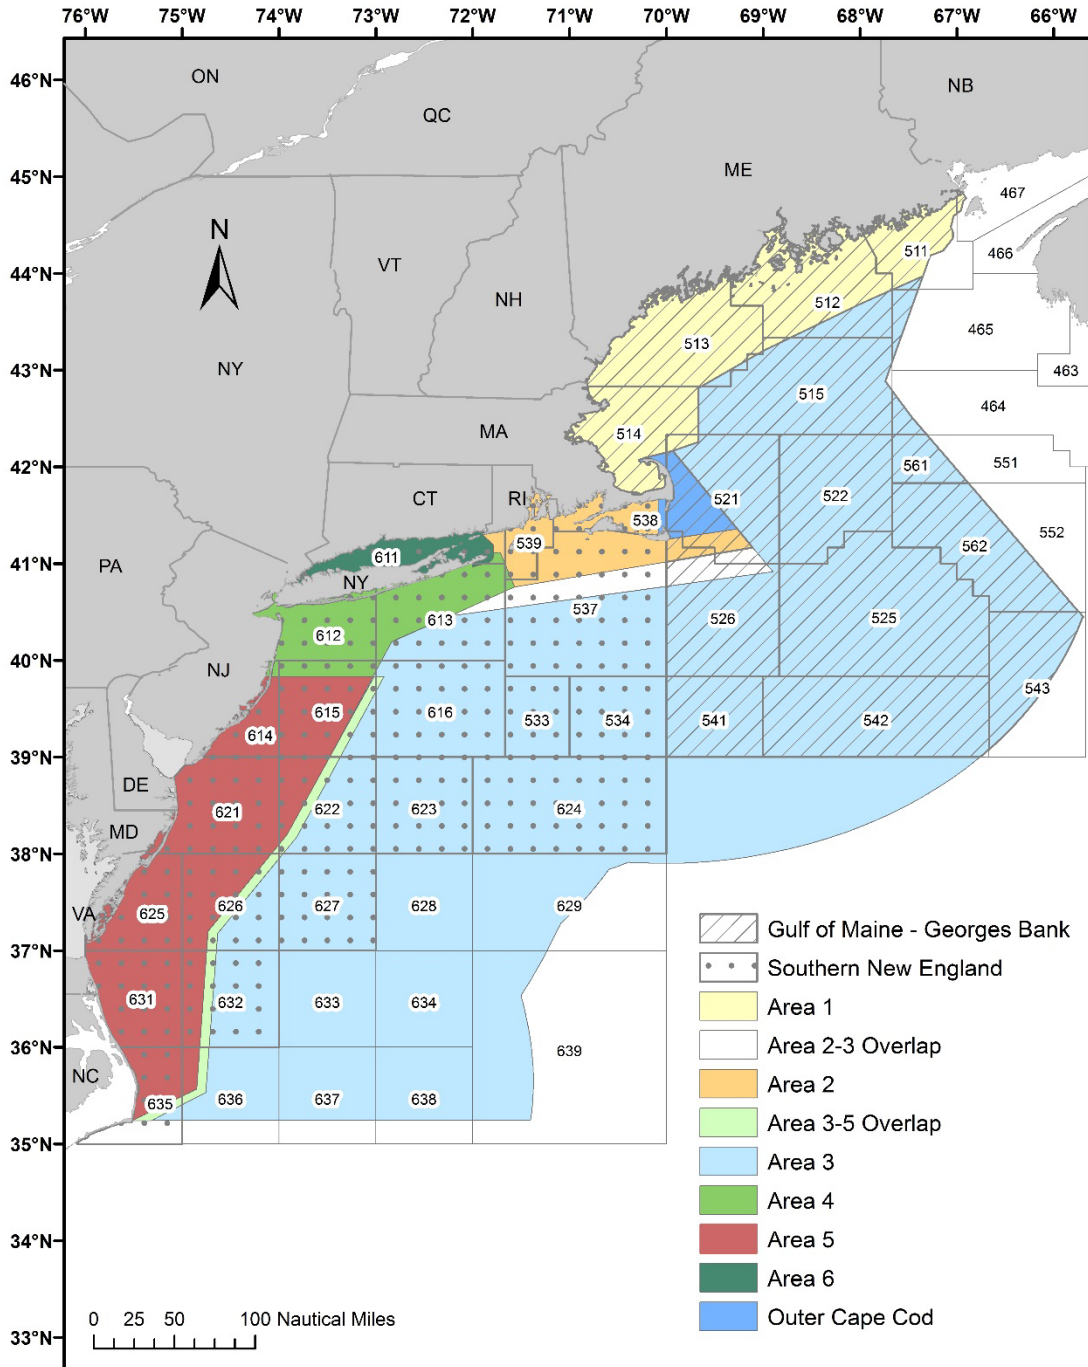 76°W 75°W 74°W 73°W 72°W 71°W 70°W 69°W 68°W 67°W 66°W
46°N
45°N
44°N
43°N
42°N
41°N
40°N
39°N
38°N
37°N
36°N
35°N
34°N
33°N
ON
QC
NB
ME
467
N
466
511
VT
NH
512
465
513
NY
463
515
464
MA
514
551
561
CT
RI
521
522
538
552
539
562
611
PA
NY
537
613
526
525
612
NJ
543
615
616
533
534
541
542
614
DE
621
622
623
624
MD
VA
625
626
627
628
629
631
632
633
634
639
NC
635
636
637
638
Gulf of Maine - Georges Bank
Southern New England
Area 1
Area 2-3 Overlap
Area 2
Area 3-5 Overlap
Area 3
Area 4
Area 5
Area 6
Outer Cape Cod
0 25 50 100 Nautical Miles